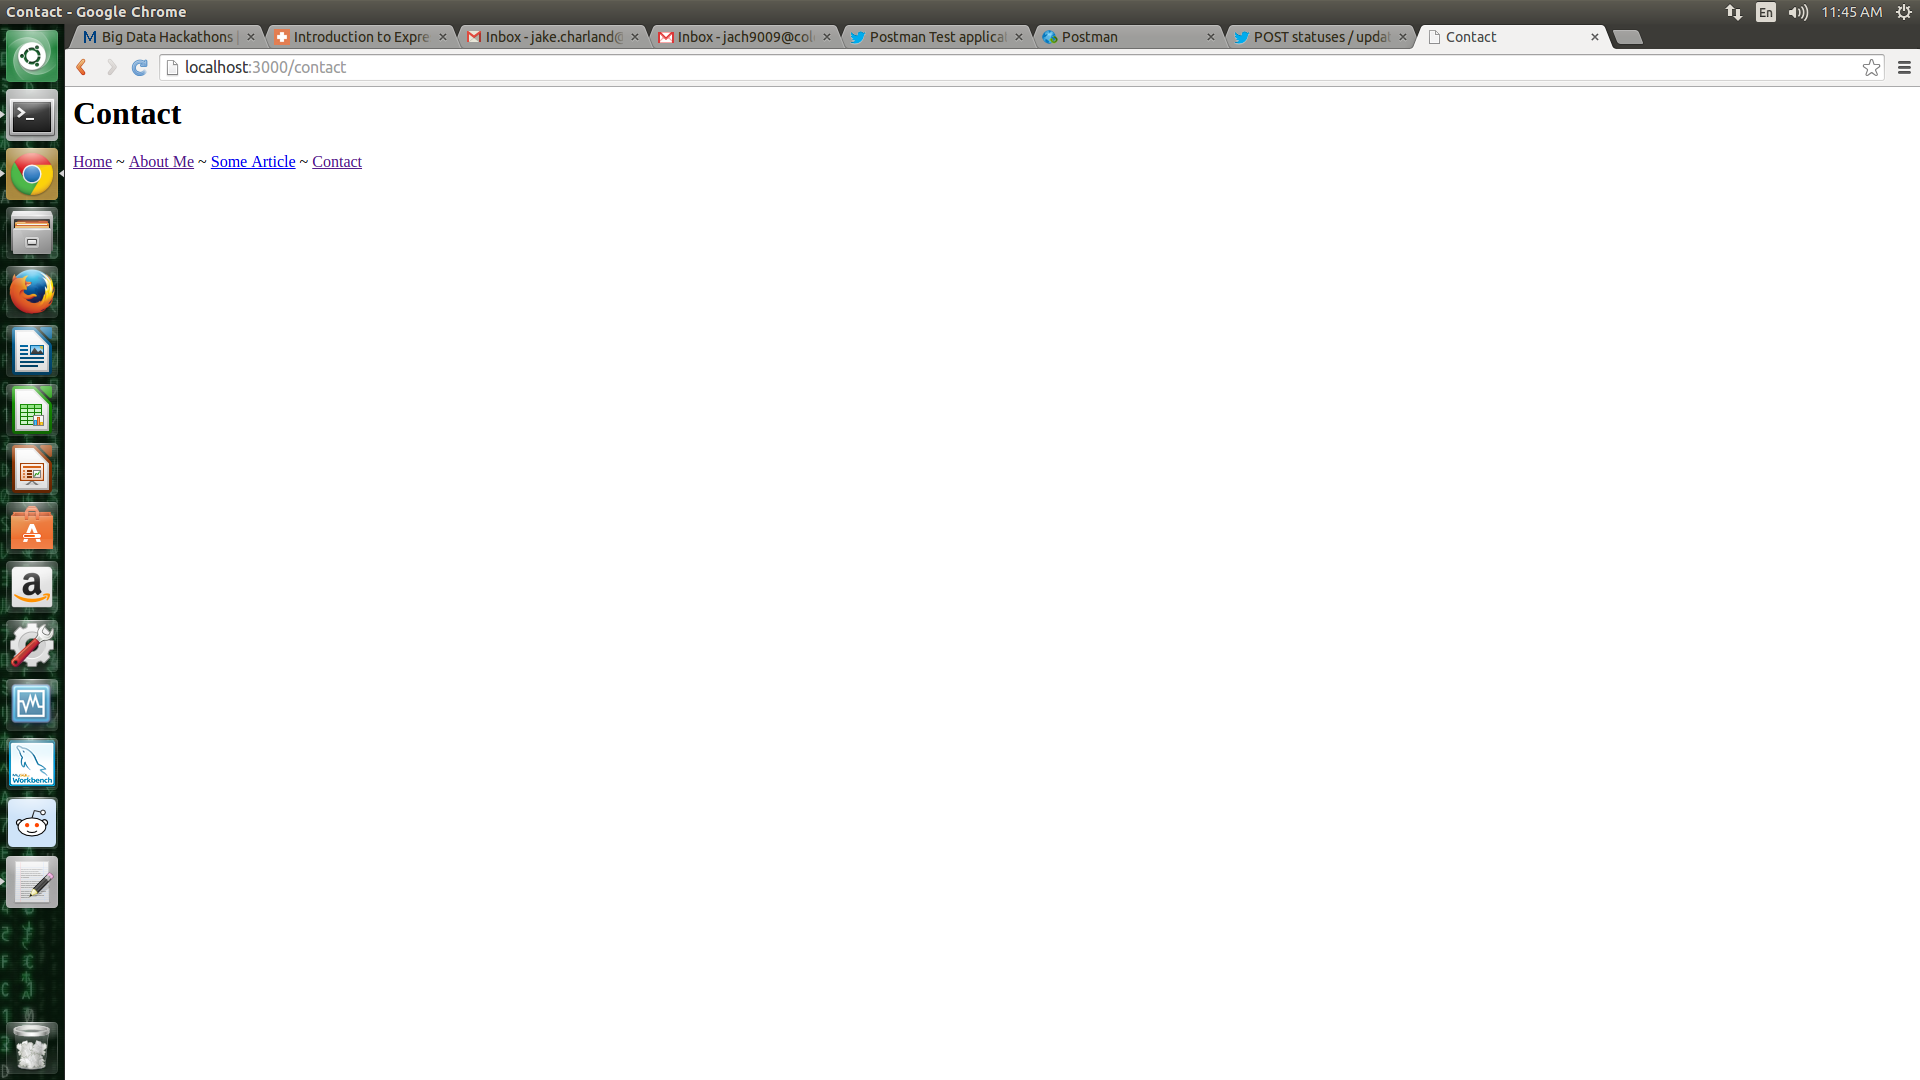 Contact - Google Chrome
En
11:45 AM
Big Data Hackathons |
Introduction to Expre
Inbox - jake.charland@
Inbox - jach9009@col
Postman Test applicat
Postman
POST statuses / updat
Contact
localhost:3000/contact
Contact
Home ~ About Me ~ Some Article ~ Contact
Workbench